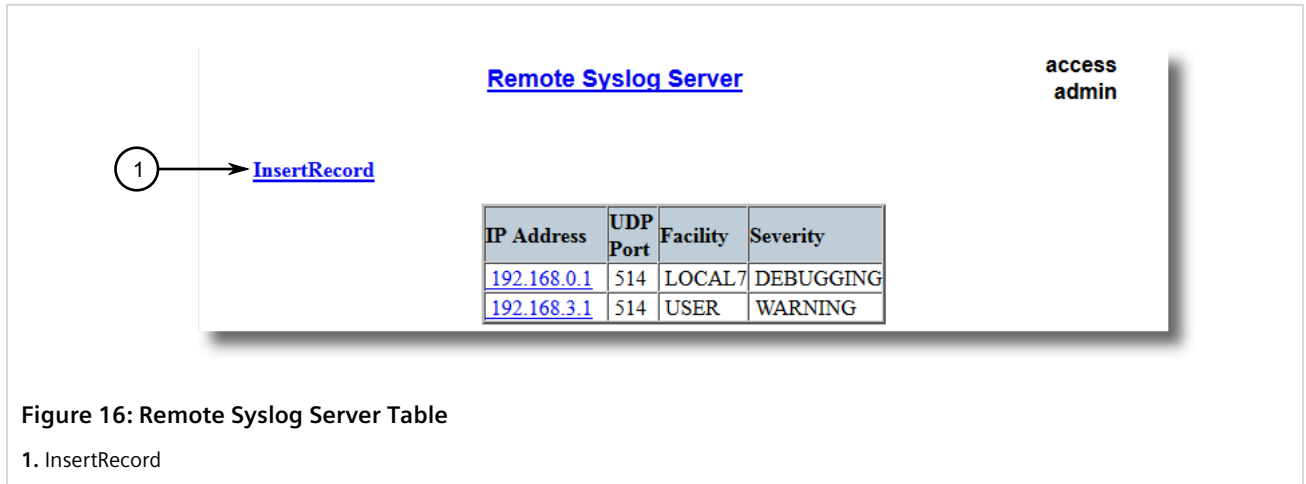 Remote Syslog Server
access
admin
1
InsertRecord
IP Address UDP Port Facility Severity
192.168.0.1 514 LOCAL7 DEBUGGING
192.168.3.1 514 USER WARNING
Figure 16: Remote Syslog Server Table
1. InsertRecord